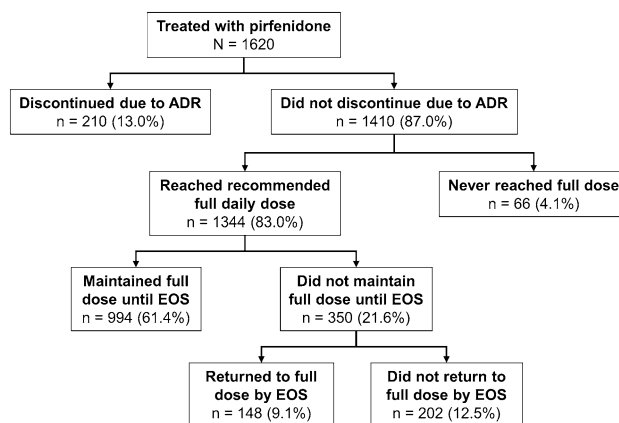 Treated with pirfenidone
N = 1620
Discontinued due to ADR
n = 210 (13.0%)
Did not discontinue due to ADR
n = 1410 (87.0%)
Reached recommended
full daily dose
n = 1344 (83.0%)
Never reached full dose
n = 66 (4.1%)
Maintained full
dose until EOS
n = 994 (61.4%)
Did not maintain
full dose until EOS
n = 350 (21.6%)
Returned to full
dose by EOS
n = 148 (9.1%)
Did not return to
full dose by EOS
n = 202 (12.5%)